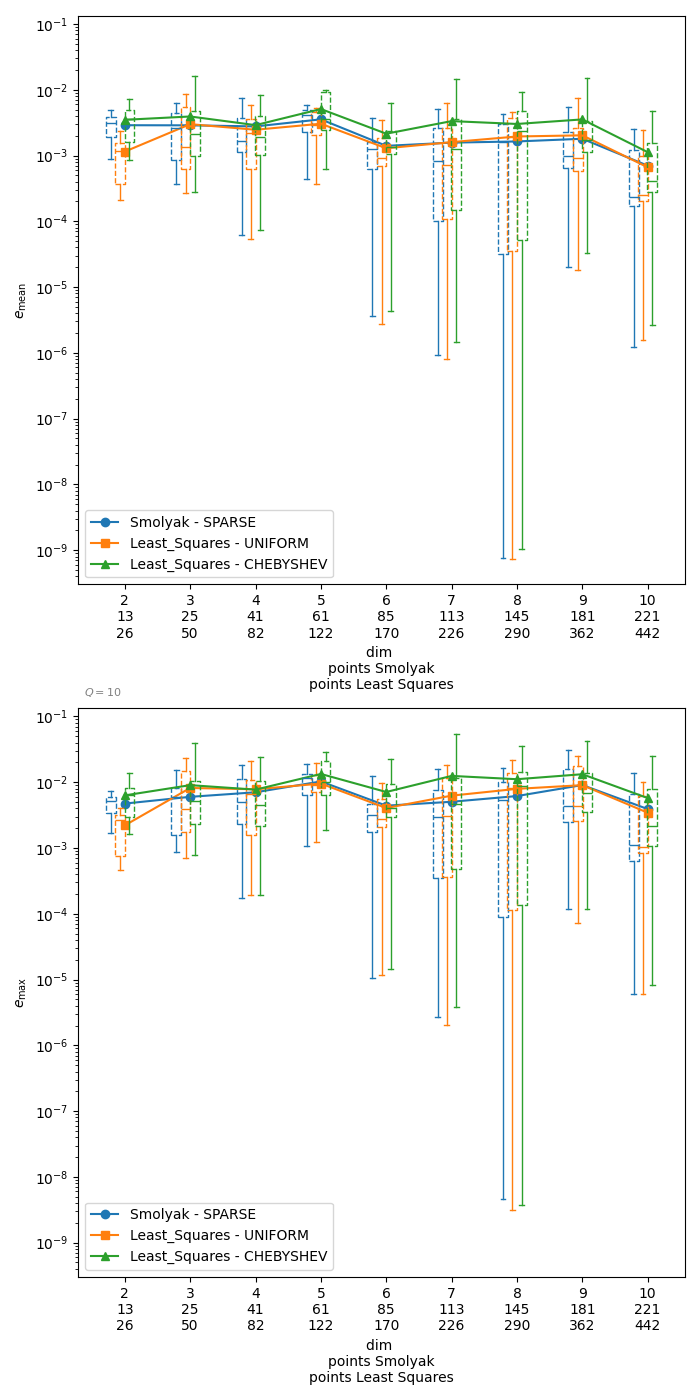 10⁻¹
10⁻²
10⁻³
10⁻⁴
10⁻⁵
10⁻⁶
10⁻⁷
10⁻⁸
10⁻⁹
e_mean
Smolyak - SPARSE
Least_Squares - UNIFORM
Least_Squares - CHEBYSHEV
2 3 4 5 6 7 8 9 10
13 25 41 61 85 113 145 181 221
26 50 82 122 170 226 290 362 442
dim
points Smolyak
points Least Squares
Q = 10
10⁻¹
10⁻²
10⁻³
10⁻⁴
10⁻⁵
10⁻⁶
10⁻⁷
10⁻⁸
10⁻⁹
e_max
Smolyak - SPARSE
Least_Squares - UNIFORM
Least_Squares - CHEBYSHEV
2 3 4 5 6 7 8 9 10
13 25 41 61 85 113 145 181 221
26 50 82 122 170 226 290 362 442
dim
points Smolyak
points Least Squares